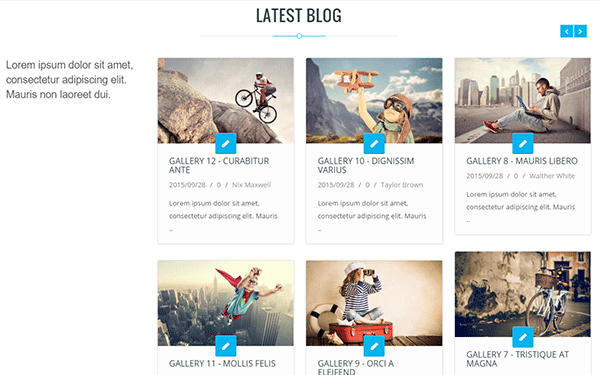 LATEST BLOG
Lorem ipsum dolor sit amet,
consectetur adipiscing elit.
Mauris non laoreet dui.
GALLERY 12 - CURABITUR
ANTE
2015/09/28 / 0 / Nix Maxwell
Lorem ipsum dolor sit amet,
consectetur adipiscing elit. Mauris
..
GALLERY 10 - DIGNISSIM
VARIUS
2015/09/28 / 0 / Taylor Brown
Lorem ipsum dolor sit amet,
consectetur adipiscing elit. Mauris
..
GALLERY 8 - MAURIS LIBERO
2015/09/28 / 0 / Walther White
Lorem ipsum dolor sit amet,
consectetur adipiscing elit. Mauris
..
GALLERY 11 - MOLLIS FELIS
GALLERY 9 - ORCI A
ELEIFEND
GALLERY 7 - TRISTIQUE AT
MAGNA